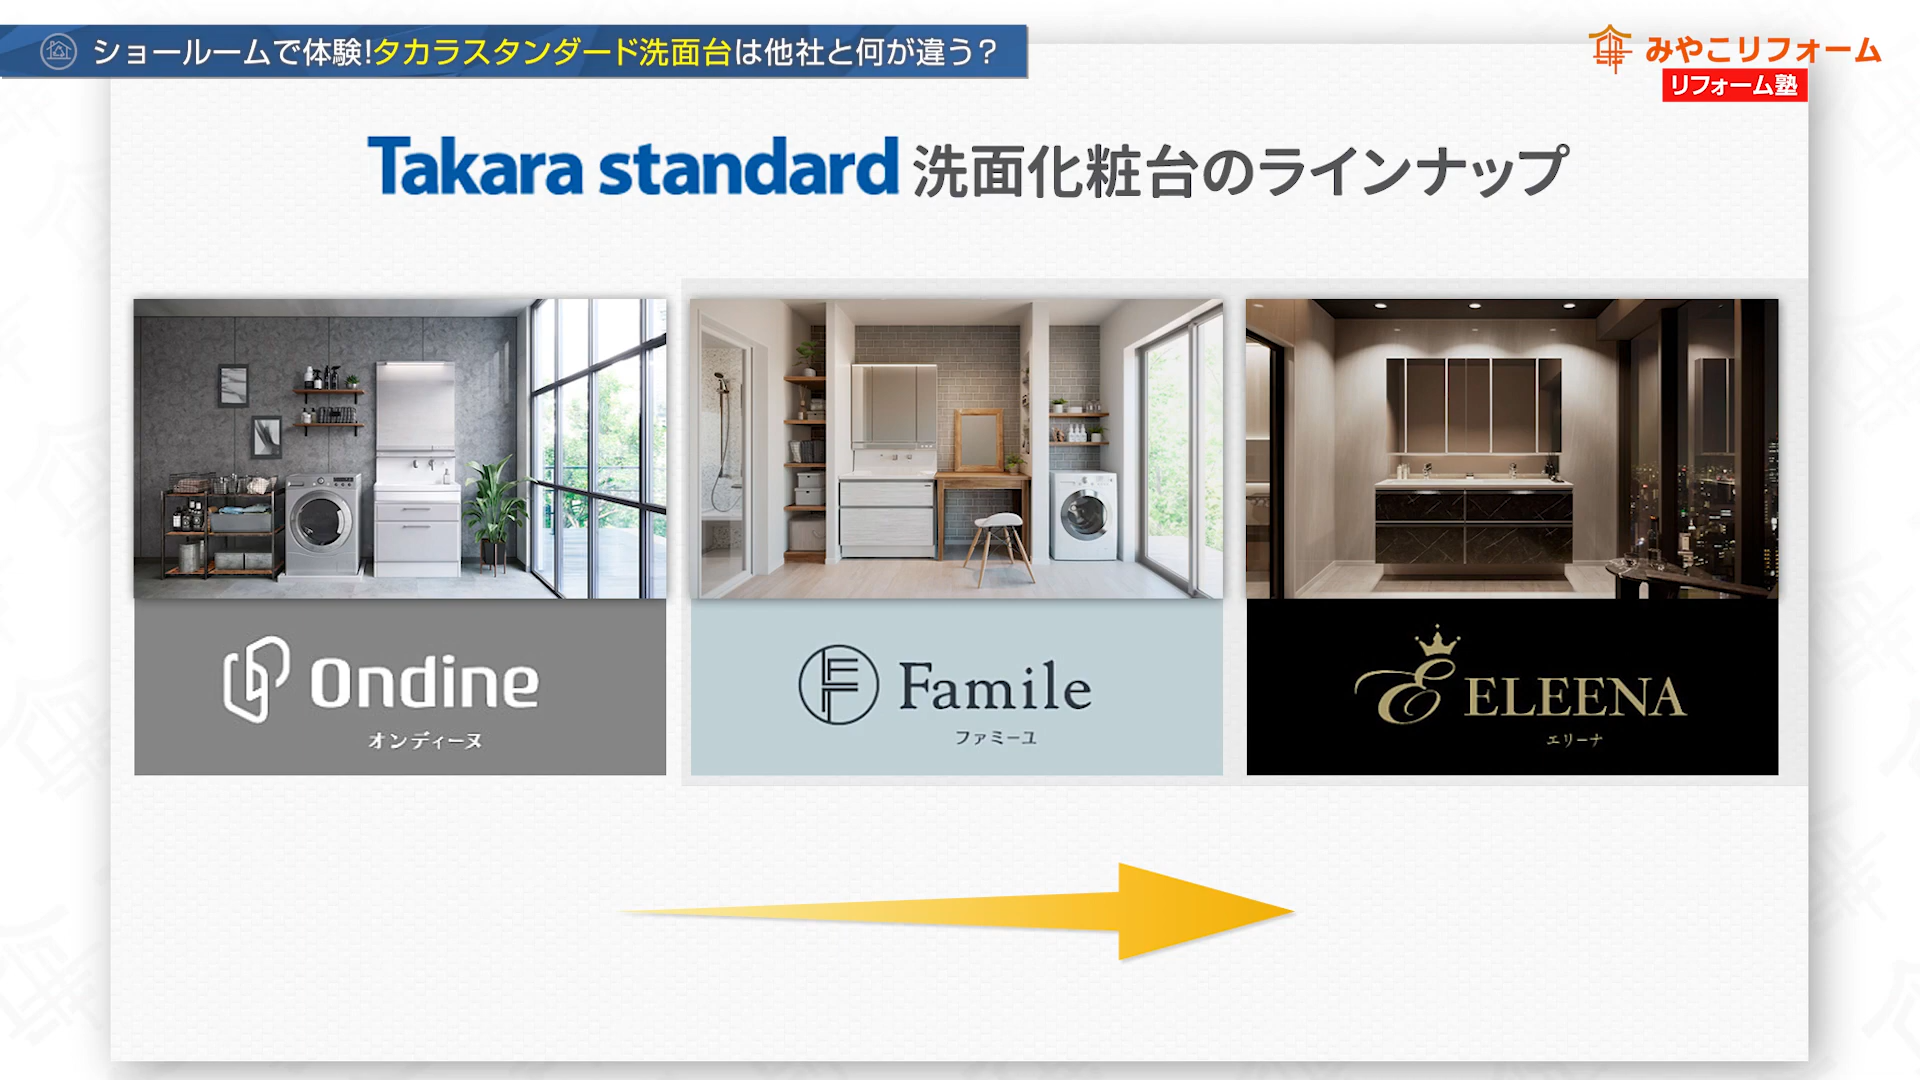 ショールームで体験!タカラスタンダード洗面台は他社と何が違う？
みやこリフォーム
リフォーム塾
Takara standard 洗面化粧台のラインナップ
Ondine
オンディーヌ
Famile
ファミーユ
ELEENA
エリーナ